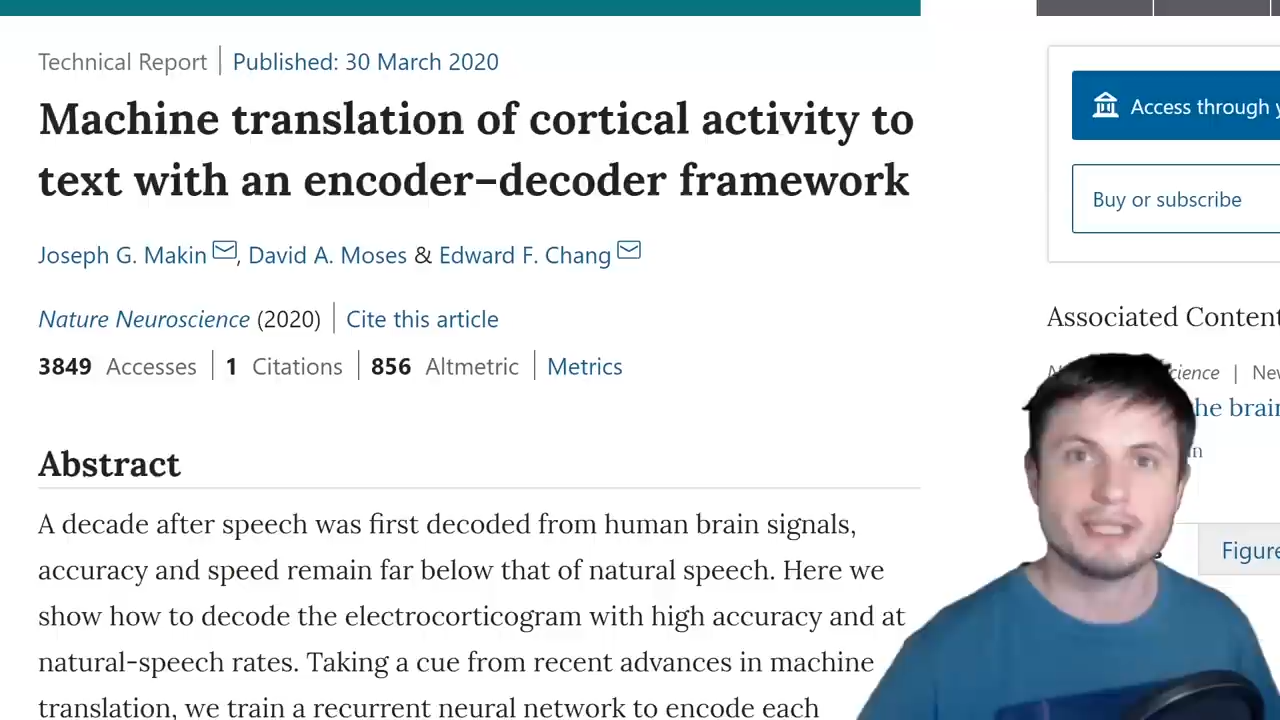 Technical Report | Published: 30 March 2020
Machine translation of cortical activity to
text with an encoder–decoder framework
Joseph G. Makin, David A. Moses & Edward F. Chang
Nature Neuroscience (2020) | Cite this article
3849 Accesses | 1 Citations | 856 Altmetric | Metrics
Abstract
A decade after speech was first decoded from human brain signals,
accuracy and speed remain far below that of natural speech. Here we
show how to decode the electrocorticogram with high accuracy and at
natural-speech rates. Taking a cue from recent advances in machine
translation, we train a recurrent neural network to encode each
Access through
Buy or subscribe
Associated Content